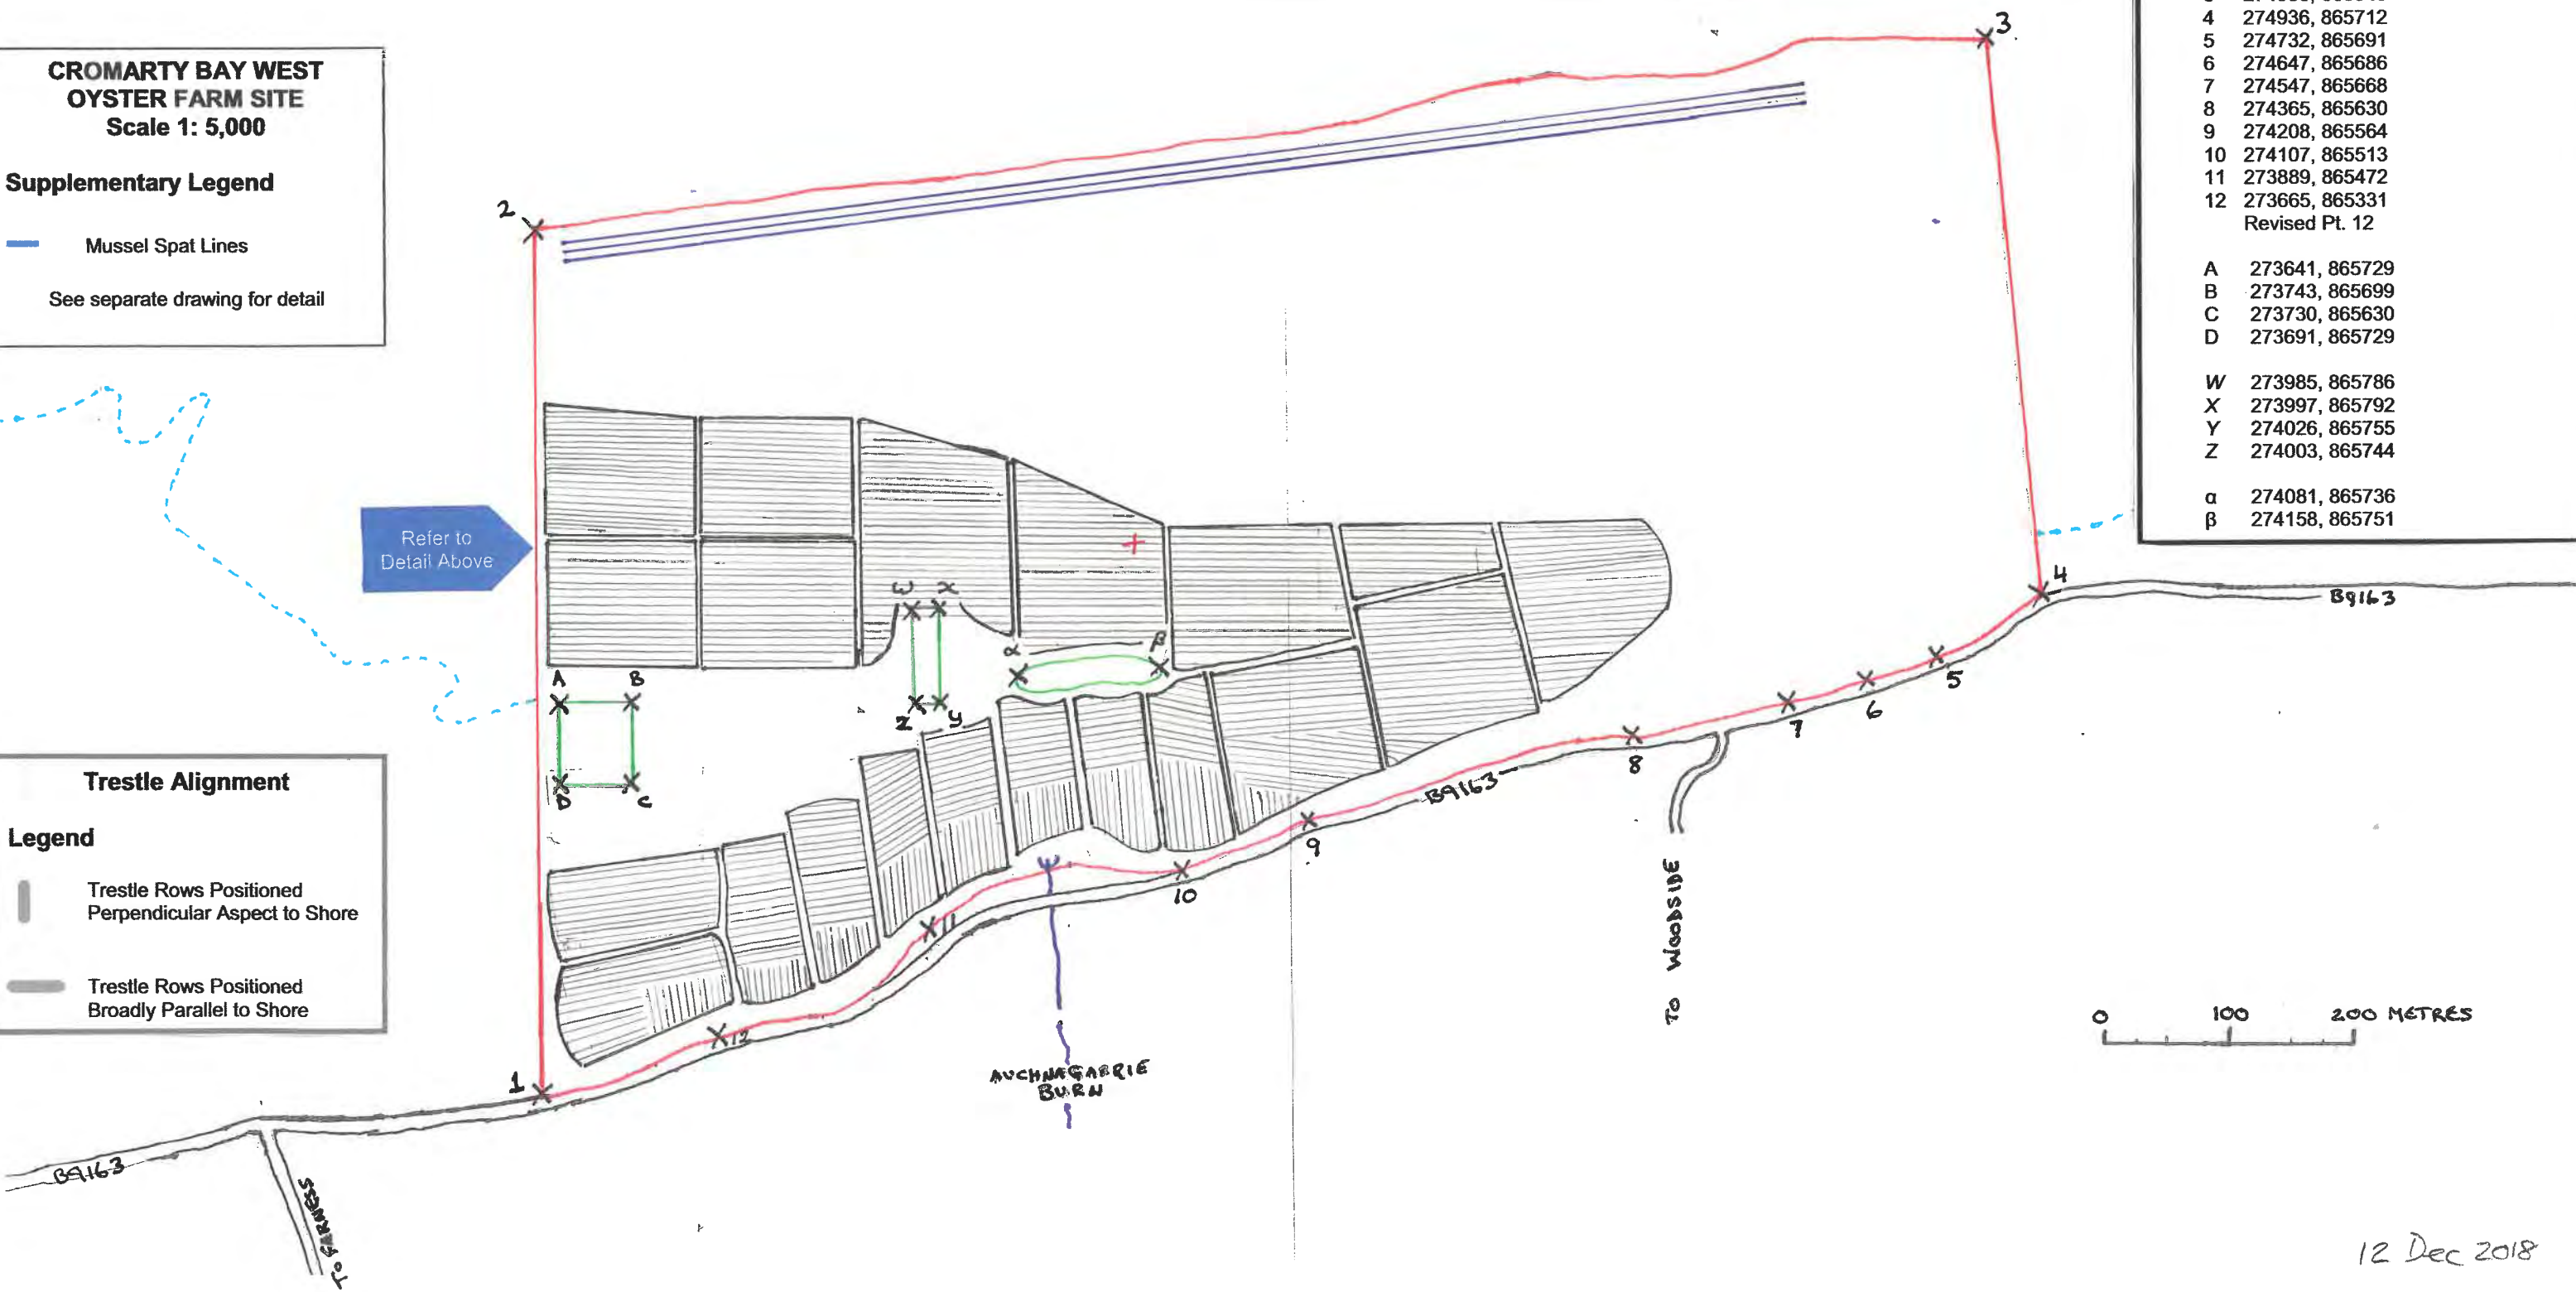 CROMARTY BAY WEST
OYSTER FARM SITE
Scale 1: 5,000
Supplementary Legend
Mussel Spat Lines
See separate drawing for detail
4 274936, 865712
5 274732, 865691
6 274647, 865686
7 274547, 865668
8 274365, 865630
9 274208, 865564
10 274107, 865513
11 273889, 865472
12 273665, 865331
Revised Pt. 12
A 273641, 865729
B 273743, 865699
C 273730, 865630
D 273691, 865729
W 273985, 865786
X 273997, 865792
Y 274026, 865755
Z 274003, 865744
α 274081, 865736
β 274158, 865751
2
3
Refer to
Detail Above
W X
α β
A B
Z Y
D C
4
B9163
5
6
7
8
B9163
9
10
11
12
1
Trestle Alignment
Legend
Trestle Rows Positioned
Perpendicular Aspect to Shore
Trestle Rows Positioned
Broadly Parallel to Shore
TO WOODSIDE
AUCHNAGARRIE
BURN
0 100 200 METRES
B9163
TO FARNESS
12 Dec 2018